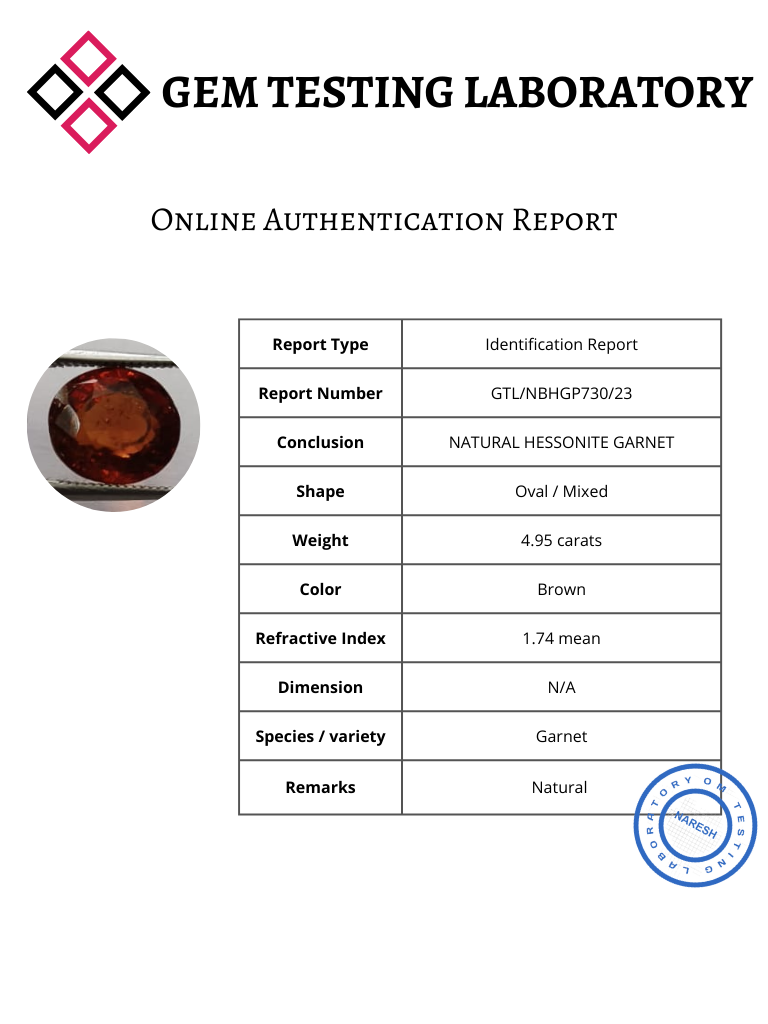 GEM TESTING LABORATORY
Online Authentication Report
Report Type Identification Report
Report Number GTL/NBHGP730/23
Conclusion NATURAL HESSONITE GARNET
Shape Oval / Mixed
Weight 4.95 carats
Color Brown
Refractive Index 1.74 mean
Dimension N/A
Species / variety Garnet
Remarks Natural
OM TESTING LABORATORY
NARESH